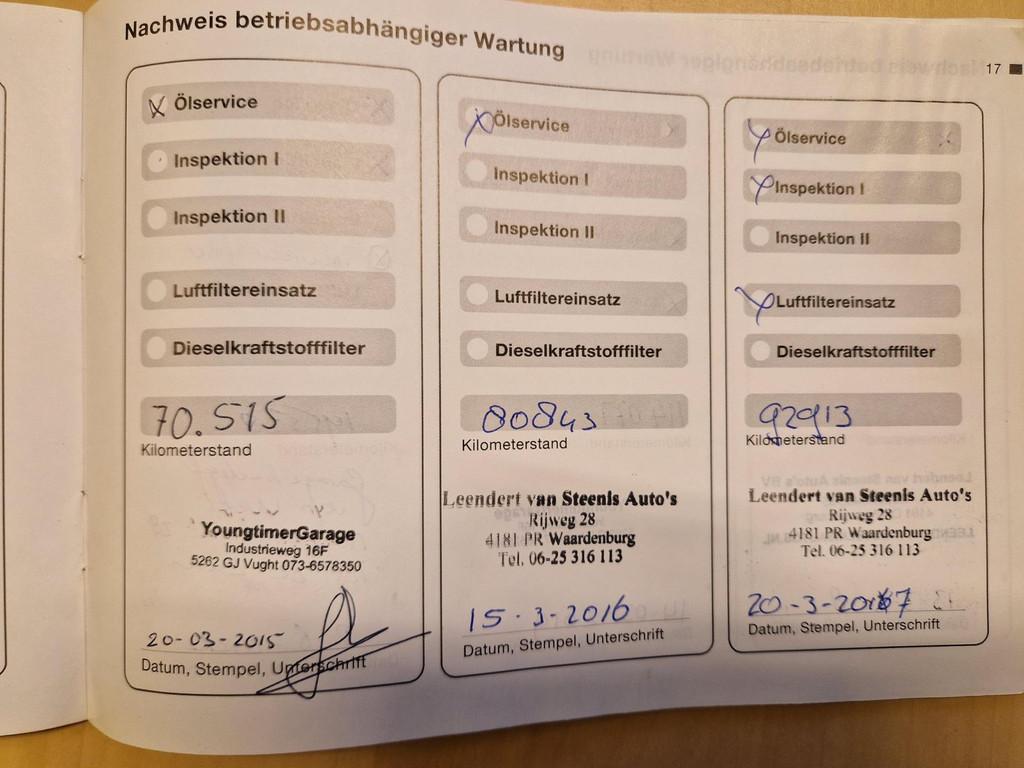 Nachweis betriebsabhängiger Wartung
17
Ölservice
Inspektion I
Inspektion II
Luftfiltereinsatz
Dieselkraftstofffilter
70.515
Kilometerstand
YoungtimerGarage
Industrieweg 16F
5262 GJ Vught 073-6578350
20-03-2015
Datum, Stempel, Unterschrift
Ölservice
Inspektion I
Inspektion II
Luftfiltereinsatz
Dieselkraftstofffilter
80843
Kilometerstand
Leendert van Steenis Auto's
Rijweg 28
4181 PR Waardenburg
Tel. 06-25 316 113
15-3-2016
Datum, Stempel, Unterschrift
Ölservice
Inspektion I
Inspektion II
Luftfiltereinsatz
Dieselkraftstofffilter
92913
Kilometerstand
Leendert van Steenis Auto's
Rijweg 28
4181 PR Waardenburg
Tel. 06-25 316 113
20-3-2017
Datum, Stempel, Unterschrift